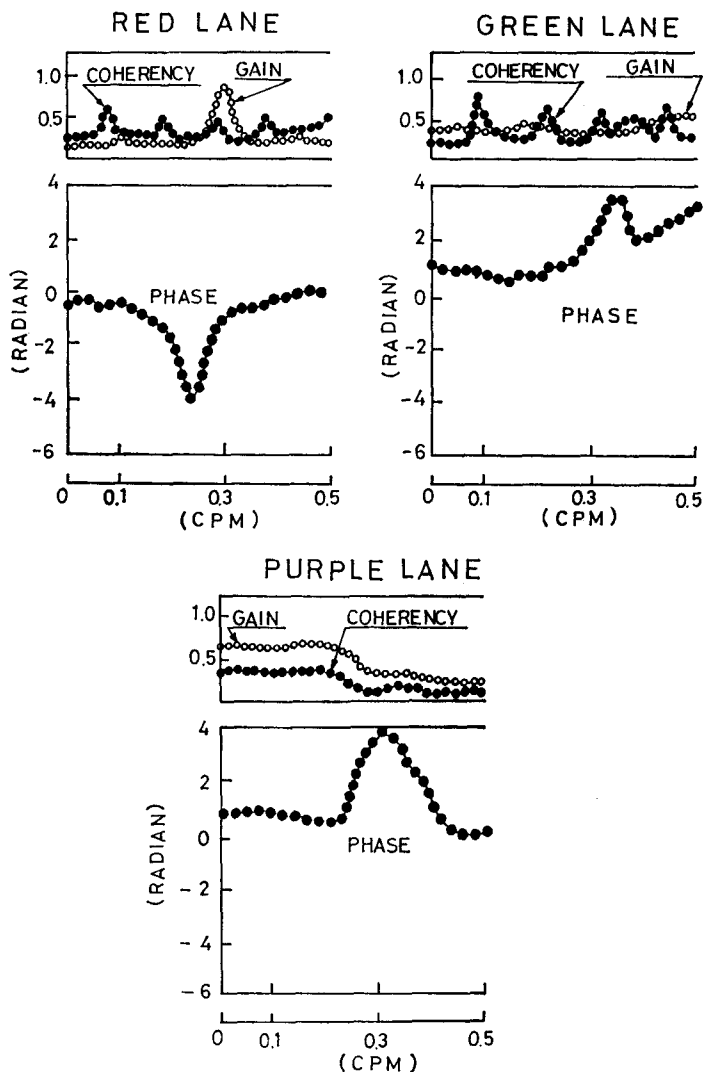 RED LANE
1.0
0.5
COHERENCY
GAIN
4
2
0
-2
-4
-6
(RADIAN)
PHASE
0
0.1
0.3
0.5
(CPM)
GREEN LANE
1.0
0.5
COHERENCY
GAIN
4
2
0
-2
-4
-6
(RADIAN)
PHASE
0
0.1
0.3
0.5
(CPM)
PURPLE LANE
1.0
0.5
GAIN
COHERENCY
4
2
0
-2
-4
-6
(RADIAN)
PHASE
0
0.1
0.3
0.5
(CPM)